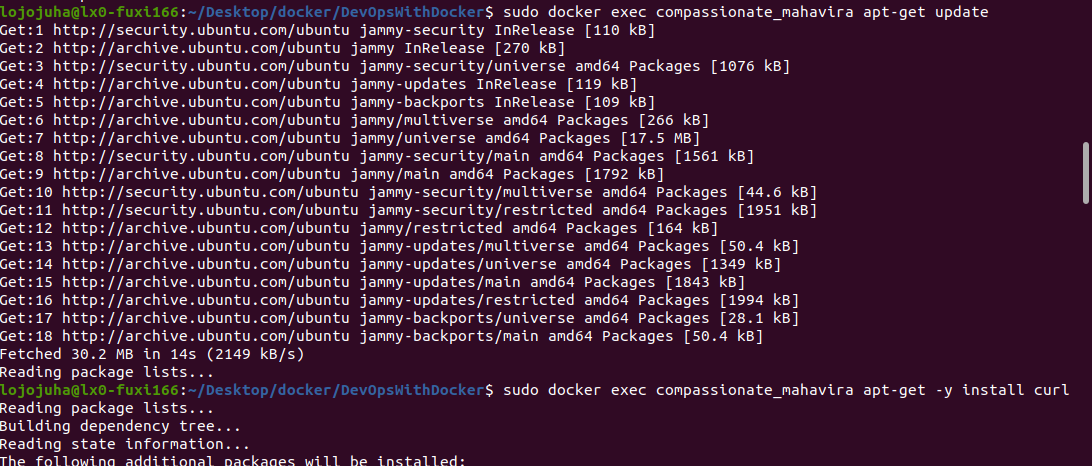 lojojuha@lx0-fuxi166:~/Desktop/docker/DevOpsWithDocker$ sudo docker exec compassionate_mahavira apt-get update
Get:1 http://security.ubuntu.com/ubuntu jammy-security InRelease [110 kB]
Get:2 http://archive.ubuntu.com/ubuntu jammy InRelease [270 kB]
Get:3 http://security.ubuntu.com/ubuntu jammy-security/universe amd64 Packages [1076 kB]
Get:4 http://archive.ubuntu.com/ubuntu jammy-updates InRelease [119 kB]
Get:5 http://archive.ubuntu.com/ubuntu jammy-backports InRelease [109 kB]
Get:6 http://archive.ubuntu.com/ubuntu jammy/multiverse amd64 Packages [266 kB]
Get:7 http://archive.ubuntu.com/ubuntu jammy/universe amd64 Packages [17.5 MB]
Get:8 http://security.ubuntu.com/ubuntu jammy-security/main amd64 Packages [1561 kB]
Get:9 http://archive.ubuntu.com/ubuntu jammy/main amd64 Packages [1792 kB]
Get:10 http://security.ubuntu.com/ubuntu jammy-security/multiverse amd64 Packages [44.6 kB]
Get:11 http://security.ubuntu.com/ubuntu jammy-security/restricted amd64 Packages [1951 kB]
Get:12 http://archive.ubuntu.com/ubuntu jammy/restricted amd64 Packages [164 kB]
Get:13 http://archive.ubuntu.com/ubuntu jammy-updates/multiverse amd64 Packages [50.4 kB]
Get:14 http://archive.ubuntu.com/ubuntu jammy-updates/universe amd64 Packages [1349 kB]
Get:15 http://archive.ubuntu.com/ubuntu jammy-updates/main amd64 Packages [1843 kB]
Get:16 http://archive.ubuntu.com/ubuntu jammy-updates/restricted amd64 Packages [1994 kB]
Get:17 http://archive.ubuntu.com/ubuntu jammy-backports/universe amd64 Packages [28.1 kB]
Get:18 http://archive.ubuntu.com/ubuntu jammy-backports/main amd64 Packages [50.4 kB]
Fetched 30.2 MB in 14s (2149 kB/s)
Reading package lists...
lojojuha@lx0-fuxi166:~/Desktop/docker/DevOpsWithDocker$ sudo docker exec compassionate_mahavira apt-get -y install curl
Reading package lists...
Building dependency tree...
Reading state information...
The following additional packages will be installed: